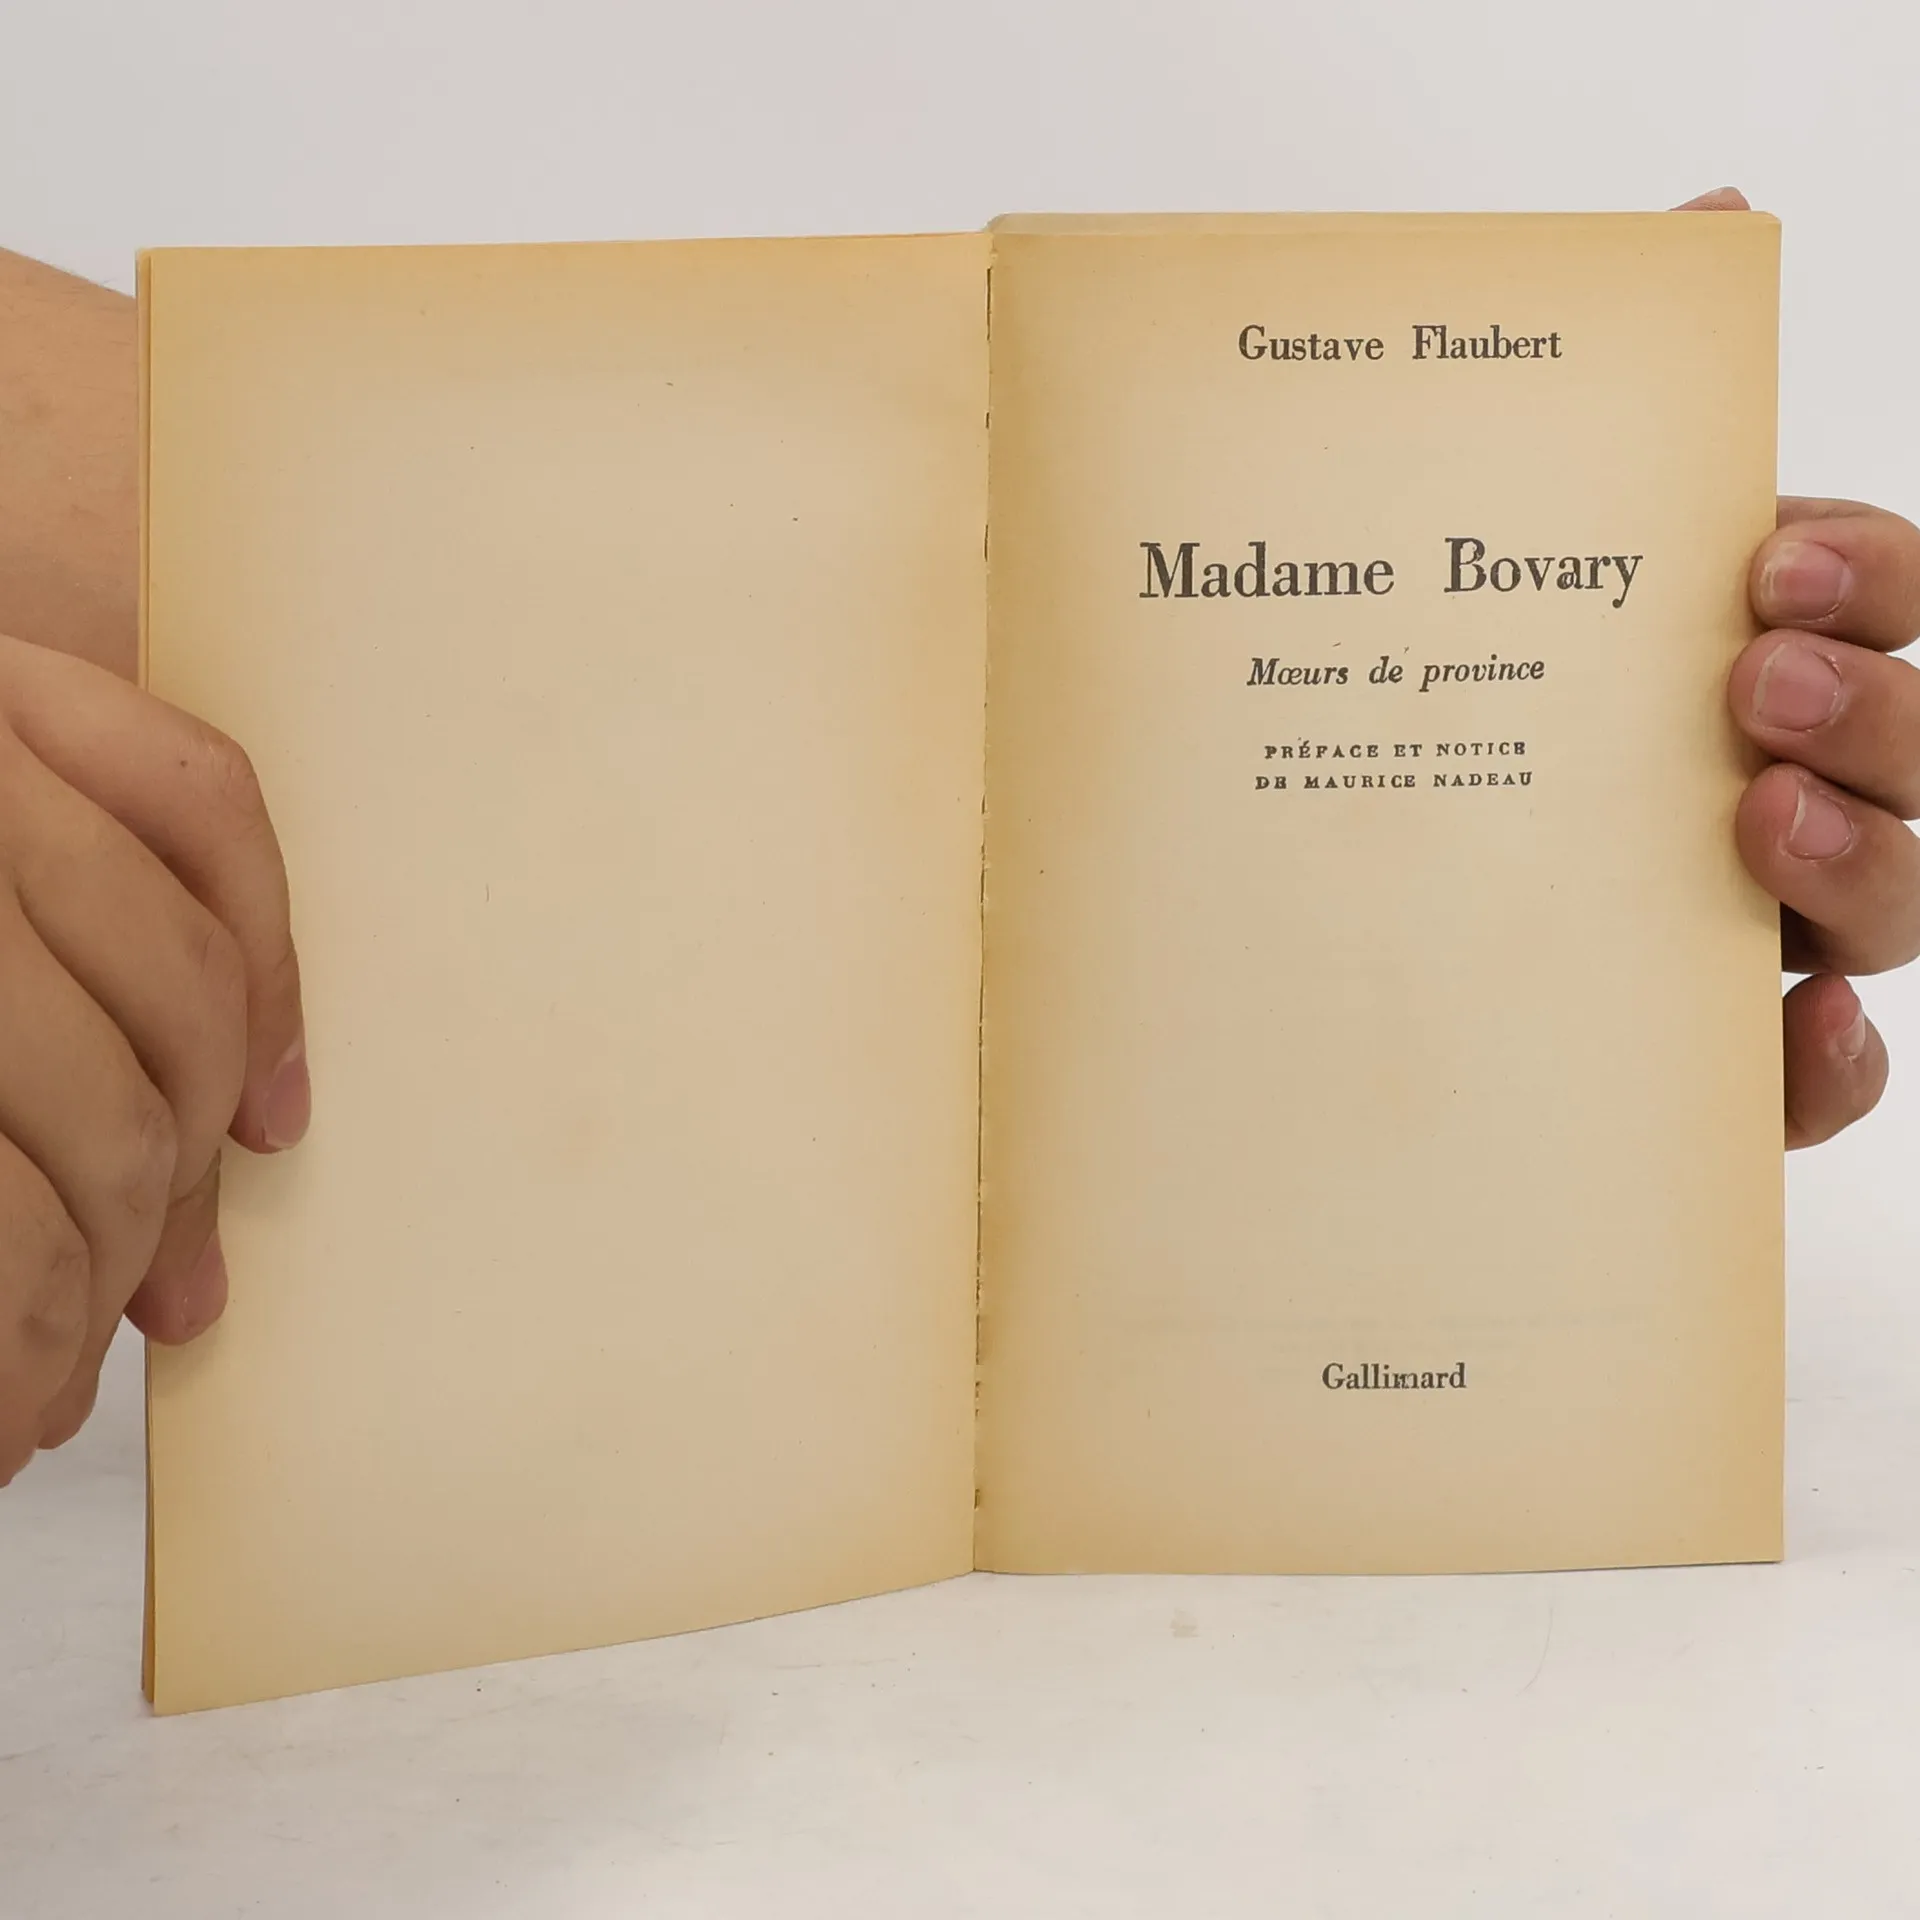 Gustave Flaubert
Madame Bovary
Mœurs de province
PRÉFACE ET NOTICE
DE MAURICE NADEAU
Gallimard